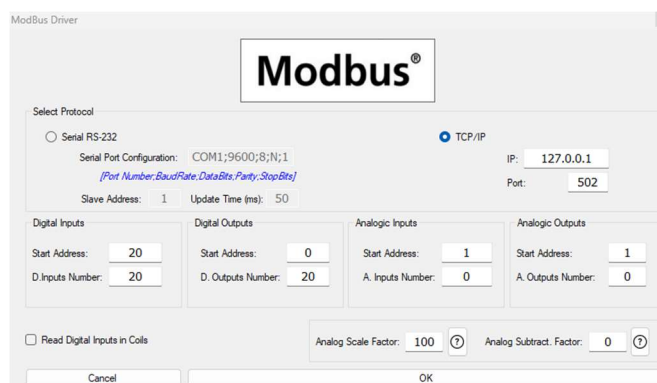 ModBus Driver
Modbus®
Select Protocol
Serial RS-232
TCP/IP
Serial Port Configuration: COM1;9600;8;N;1
IP: 127.0.0.1
[Port Number;BaudRate;DataBits;Parity;StopBits]
Port: 502
Slave Address: 1 Update Time (ms): 50
Digital Inputs
Digital Outputs
Analogic Inputs
Analogic Outputs
Start Address: 20
Start Address: 0
Start Address: 1
Start Address: 1
D.Inputs Number: 20
D. Outputs Number: 20
A. Inputs Number: 0
A. Outputs Number: 0
Read Digital Inputs in Coils
Analog Scale Factor: 100 ?
Analog Subtract. Factor: 0 ?
Cancel
OK